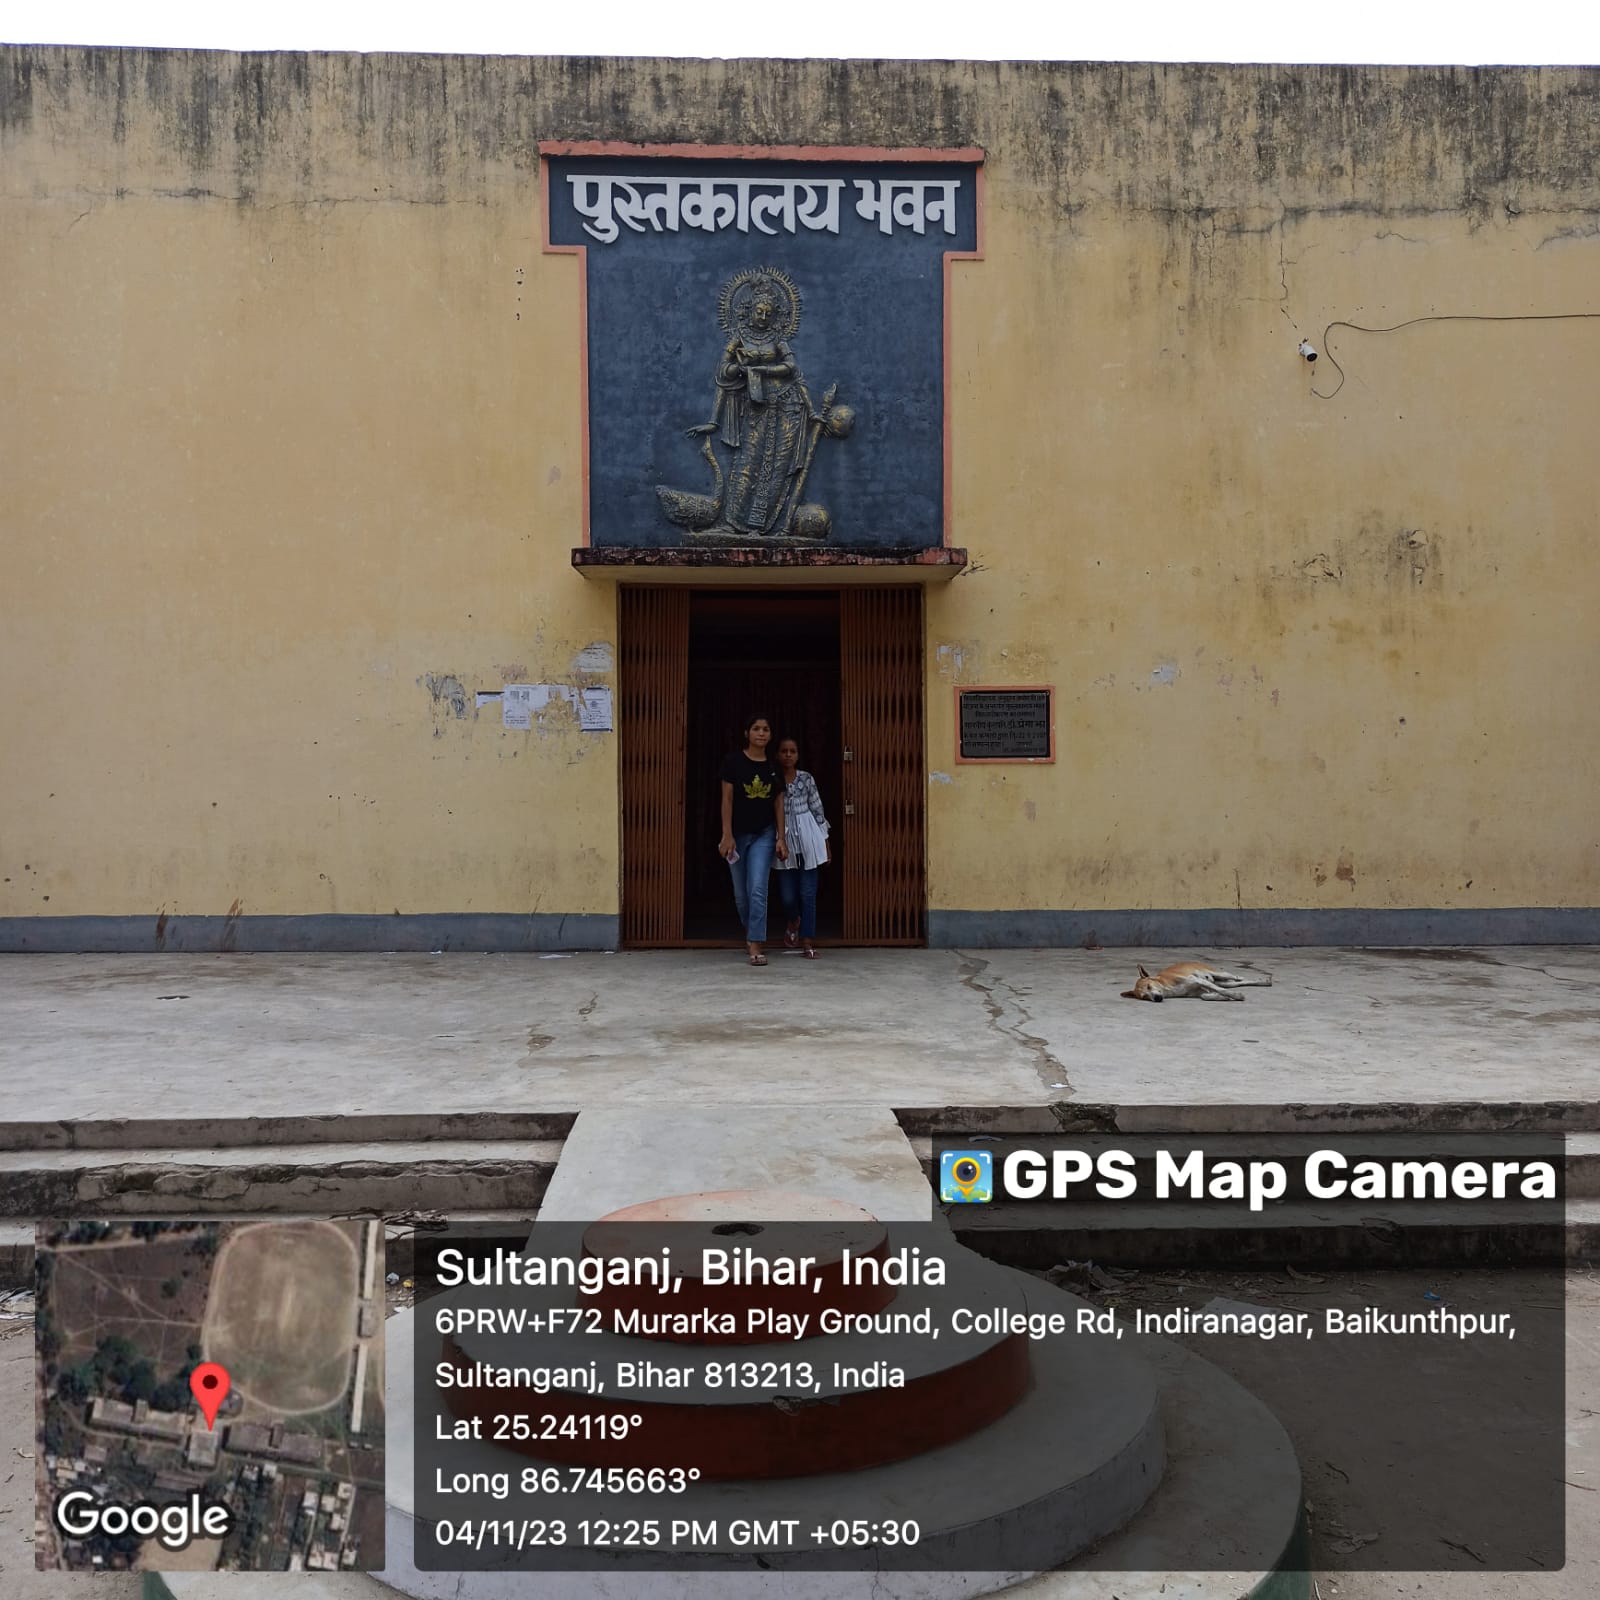 पुस्तकालय भवन
GPS Map Camera
Sultanganj, Bihar, India
6PRW+F72 Murarka Play Ground, College Rd, Indiranagar, Baikunthpur,
Sultanganj, Bihar 813213, India
Lat 25.24119°
Long 86.745663°
04/11/23 12:25 PM GMT +05:30
Google